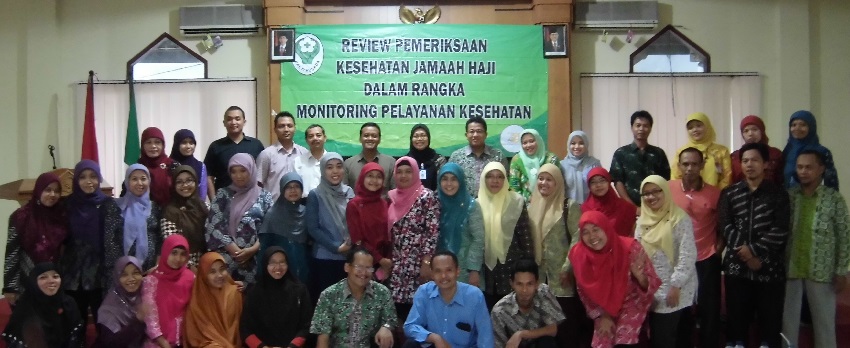 REVIEW PEMERIKSAAN
KESEHATAN JAMAAH HAJI
DALAM RANGKA
MONITORING PELAYANAN KESEHATAN